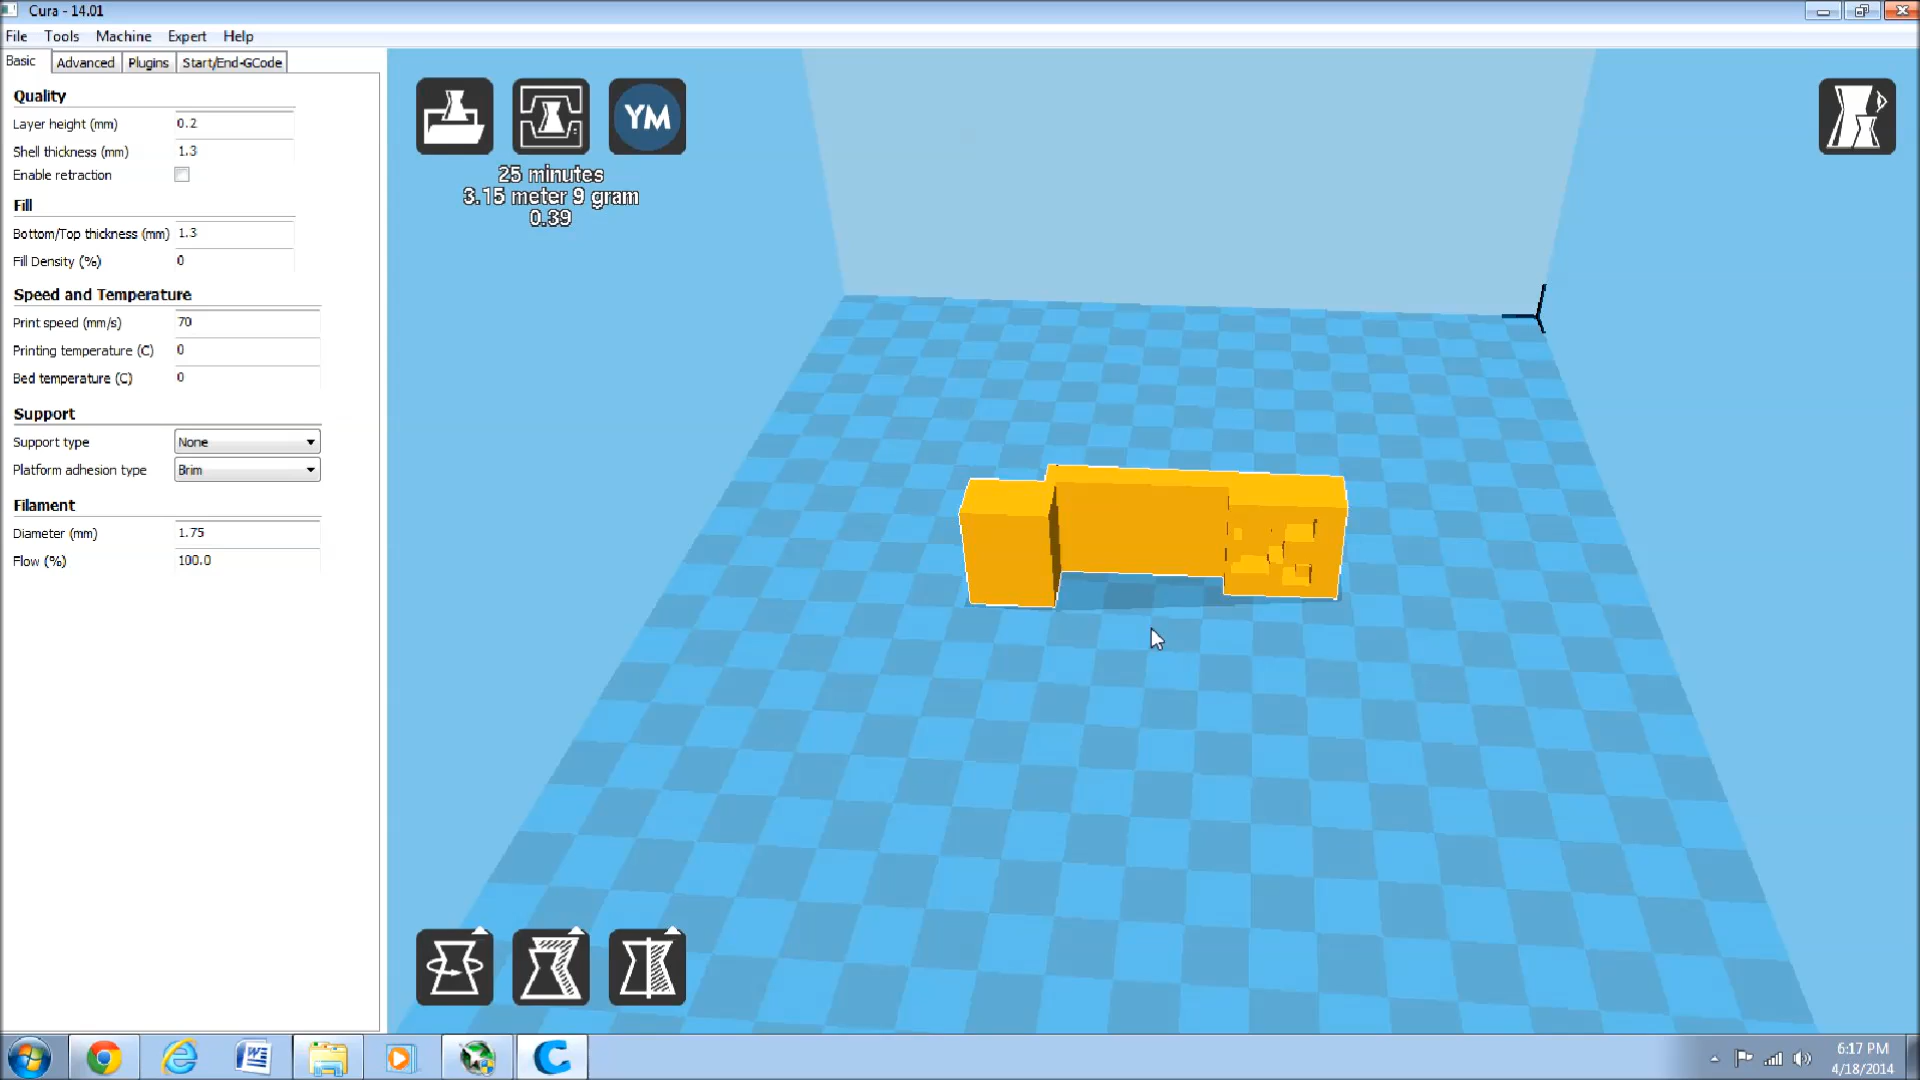 Cura - 14.01
File Tools Machine Expert Help
Basic Advanced Plugins Start/End-GCode
Quality
Layer height (mm) 0.2
Shell thickness (mm) 1.3
Enable retraction
Fill
Bottom/Top thickness (mm) 1.3
Fill Density (%) 0
Speed and Temperature
Print speed (mm/s) 70
Printing temperature (C) 0
Bed temperature (C) 0
Support
Support type None
Platform adhesion type Brim
Filament
Diameter (mm) 1.75
Flow (%) 100.0
YM
25 minutes
3.15 meter 9 gram
0.39
6:17 PM
4/18/2014